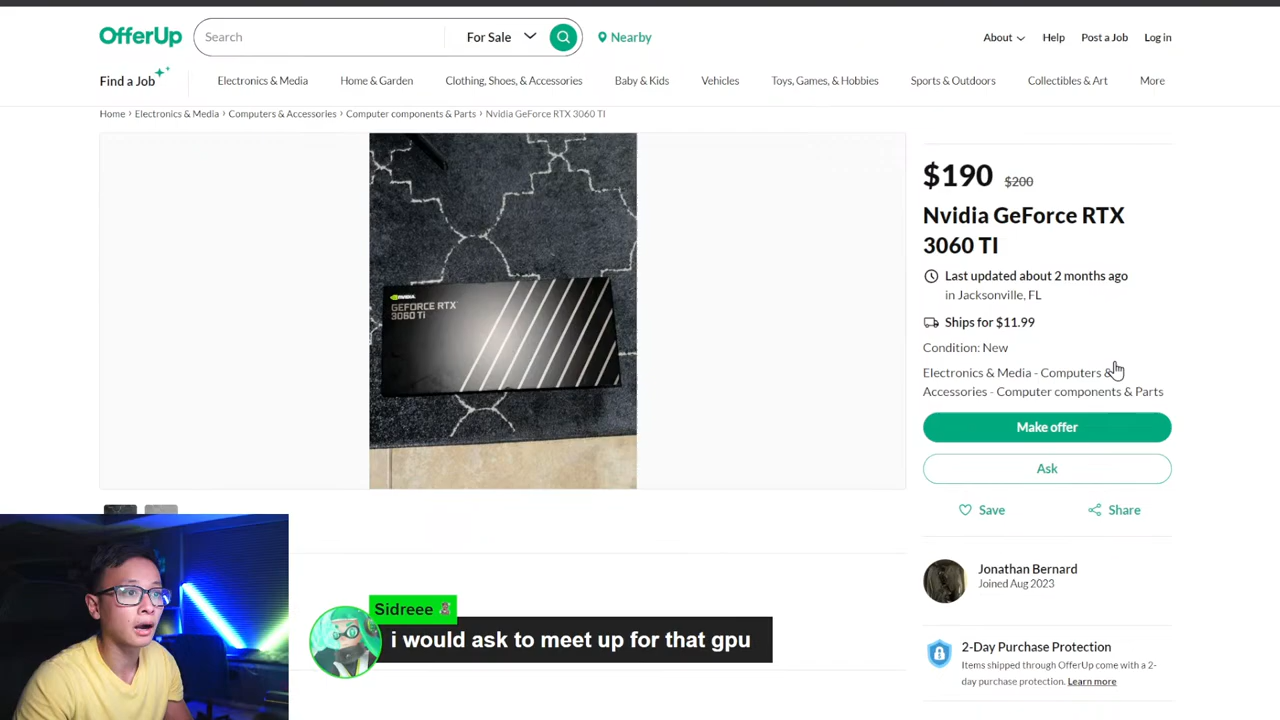 OfferUp
Search
For Sale
Nearby
About
Help
Post a Job
Log in
Find a Job
Electronics & Media
Home & Garden
Clothing, Shoes, & Accessories
Baby & Kids
Vehicles
Toys, Games, & Hobbies
Sports & Outdoors
Collectibles & Art
More
Home > Electronics & Media > Computers & Accessories > Computer components & Parts > Nvidia GeForce RTX 3060 TI
NVIDIA
GEFORCE RTX
3060 Ti
$190 $200
Nvidia GeForce RTX
3060 TI
Last updated about 2 months ago
in Jacksonville, FL
Ships for $11.99
Condition: New
Electronics & Media - Computers &
Accessories - Computer components & Parts
Make offer
Ask
Save
Share
Jonathan Bernard
Joined Aug 2023
2-Day Purchase Protection
Items shipped through OfferUp come with a 2-
day purchase protection. Learn more
Sidreee
i would ask to meet up for that gpu